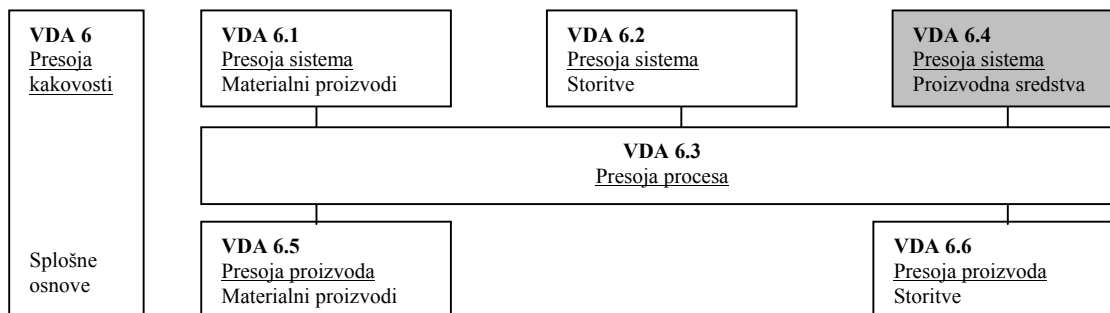 VDA 6
Presoja
kakovosti
Splošne
osnove
VDA 6.1
Presoja sistema
Materialni proizvodi
VDA 6.2
Presoja sistema
Storitve
VDA 6.4
Presoja sistema
Proizvodna sredstva
VDA 6.3
Presoja procesa
VDA 6.5
Presoja proizvoda
Materialni proizvodi
VDA 6.6
Presoja proizvoda
Storitve